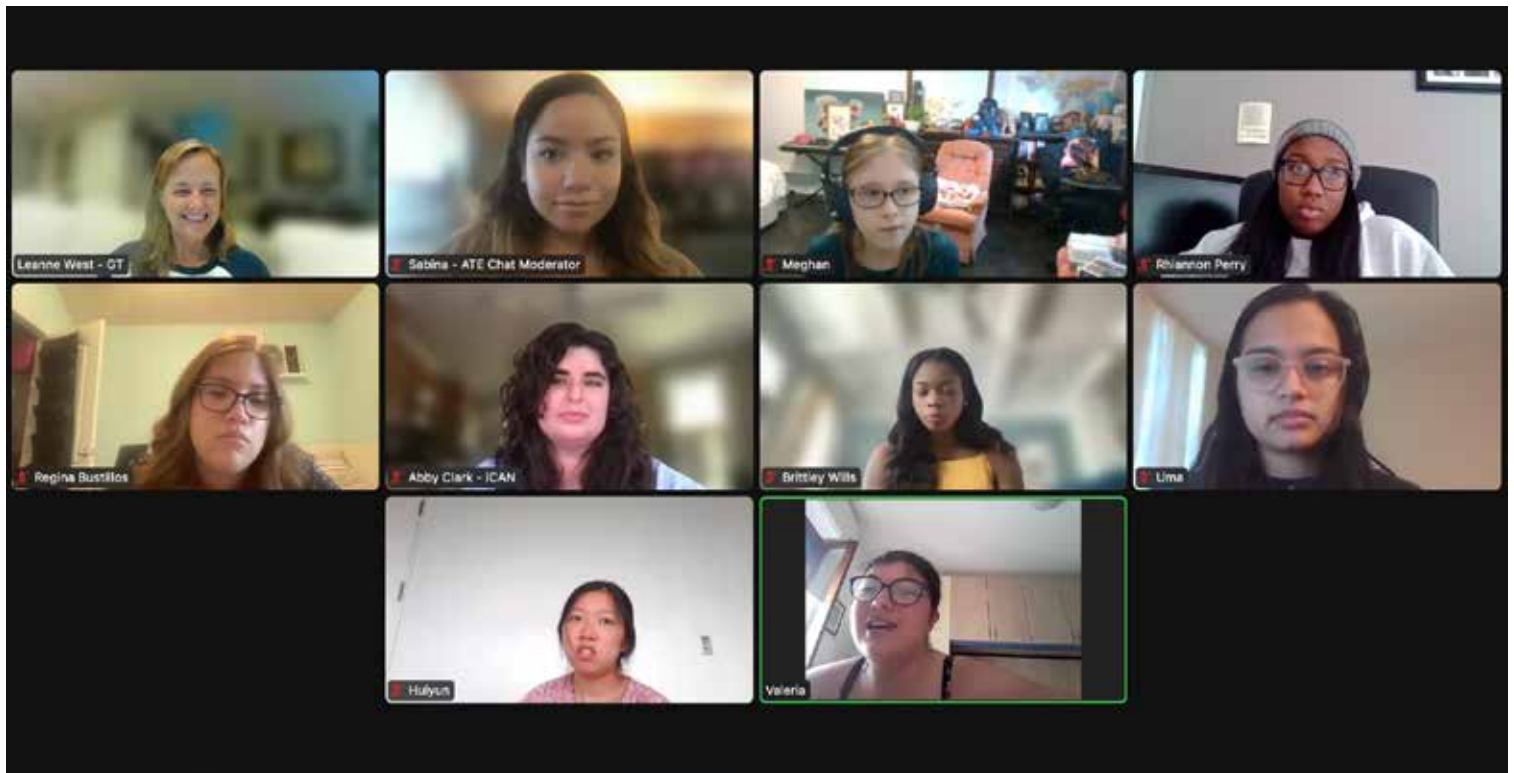 Leanne West - GT
Sabina - ATE Chat Moderator
Meghan
Rhiannon Perry
Regina Bustillos
Abby Clark - ICAN
Brittley Wills
Lima
Huiyun
Valeria